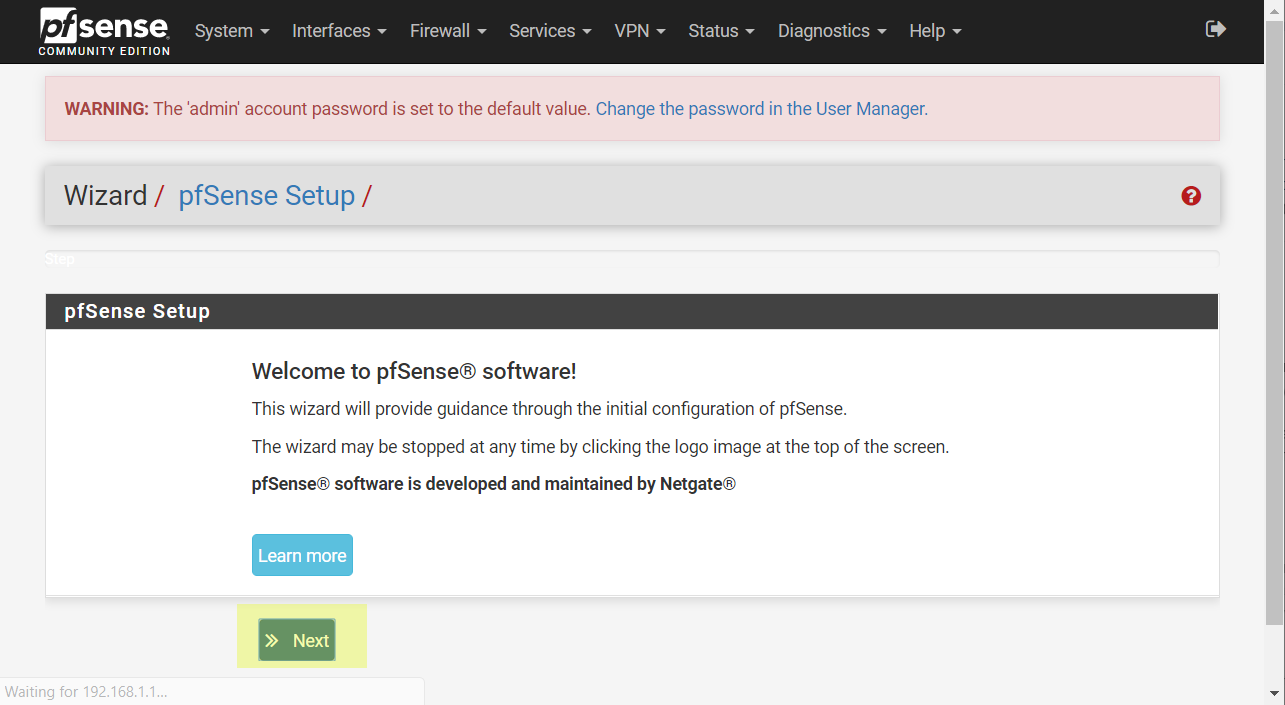 pfsense
COMMUNITY EDITION
System Interfaces Firewall Services VPN Status Diagnostics Help
WARNING: The 'admin' account password is set to the default value. Change the password in the User Manager.
Wizard / pfSense Setup /
Step
pfSense Setup
Welcome to pfSense® software!
This wizard will provide guidance through the initial configuration of pfSense.
The wizard may be stopped at any time by clicking the logo image at the top of the screen.
pfSense® software is developed and maintained by Netgate®
Learn more
Next
Waiting for 192.168.1.1...